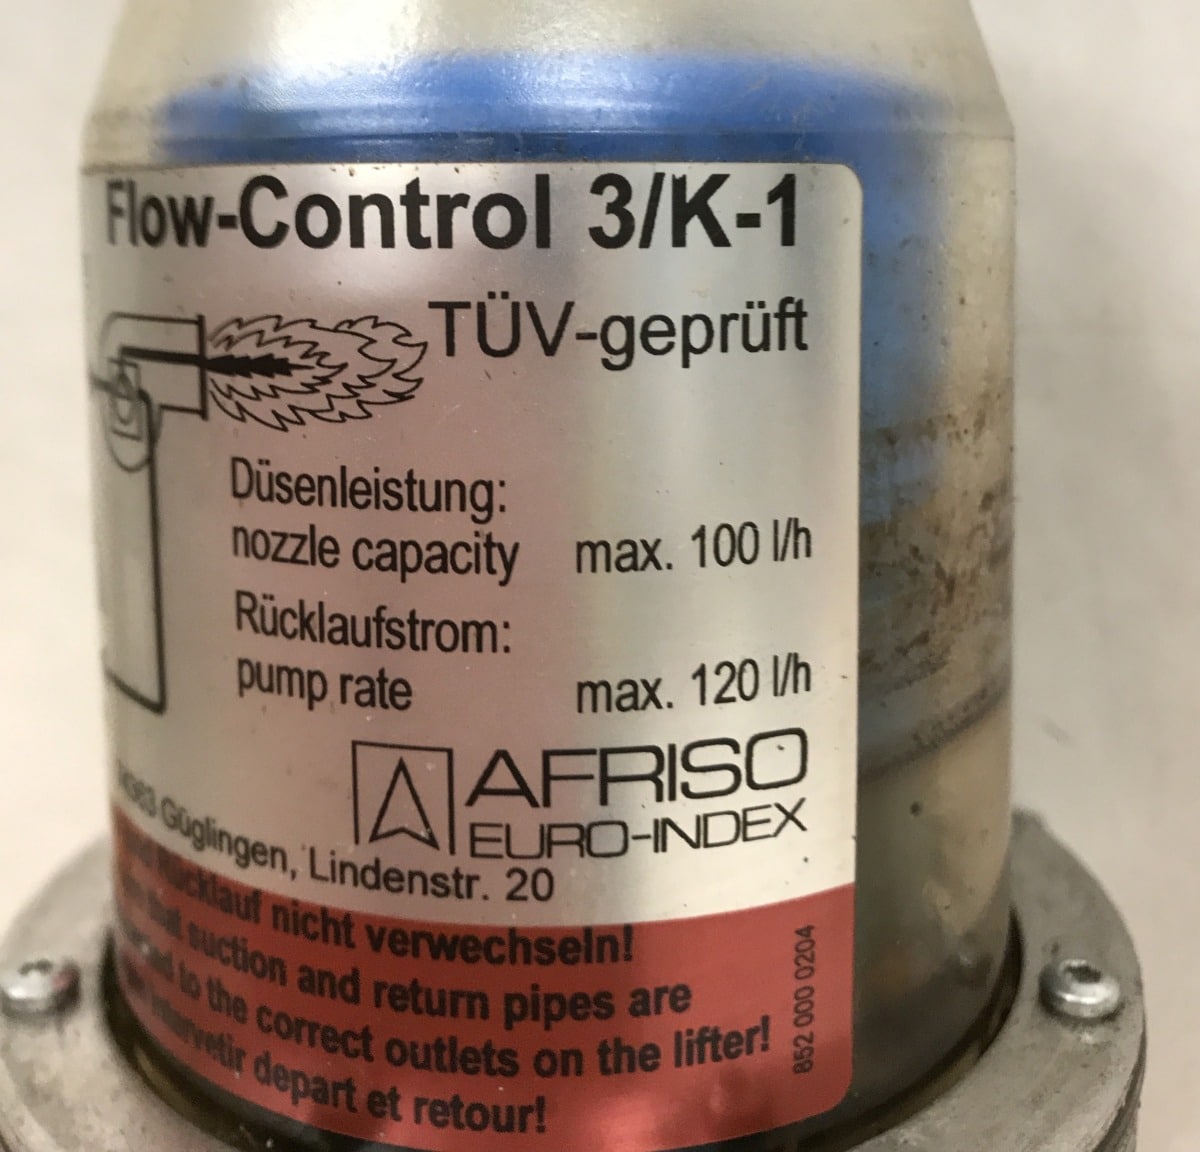 Flow-Control 3/K-1
TÜV-geprüft
Düsenleistung:
nozzle capacity max. 100 l/h
Rücklaufstrom:
pump rate max. 120 l/h
AFRISO
EURO-INDEX
Güglingen, Lindenstr. 20
Rücklauf nicht verwechseln!
that suction and return pipes are
to the correct outlets on the lifter!
depart et retour!
852 000 0204